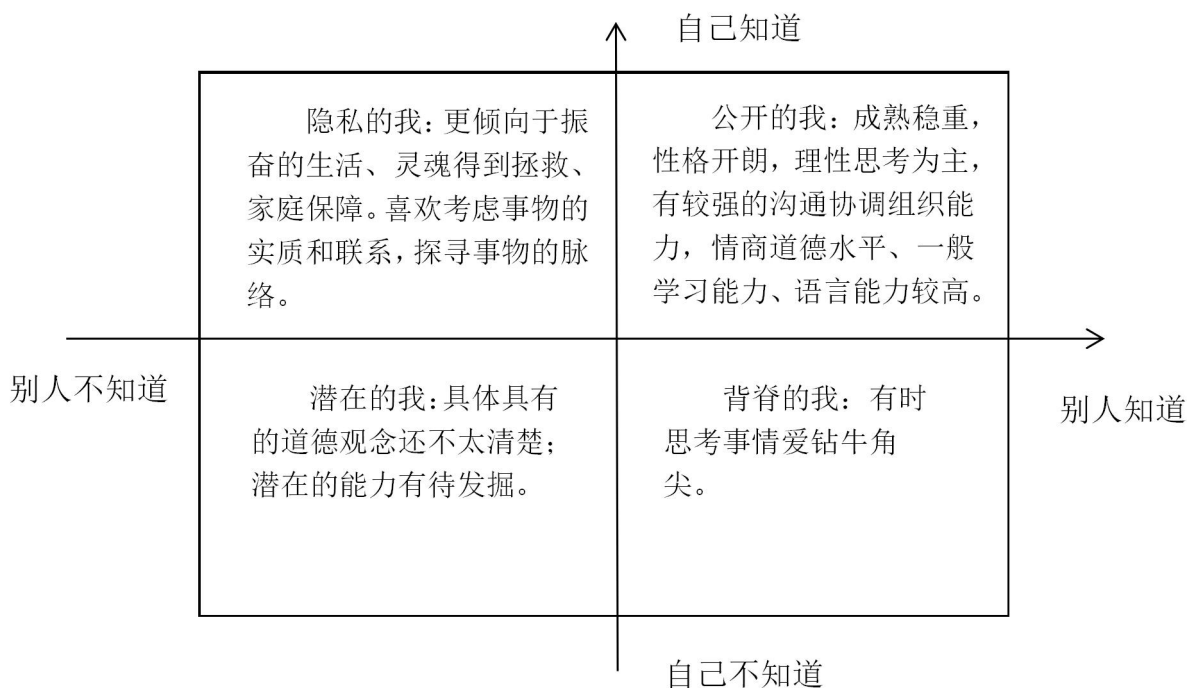 自己知道
隐私的我：更倾向于振
奋的生活、灵魂得到拯救、
家庭保障。喜欢考虑事物的
实质和联系，探寻事物的脉
络。
公开的我：成熟稳重，
性格开朗，理性思考为主，
有较强的沟通协调组织能
力，情商道德水平、一般
学习能力、语言能力较高。
别人不知道
别人知道
潜在的我：具体具有
的道德观念还不太清楚；
潜在的能力有待发掘。
背脊的我：有时
思考事情爱钻牛角
尖。
自己不知道